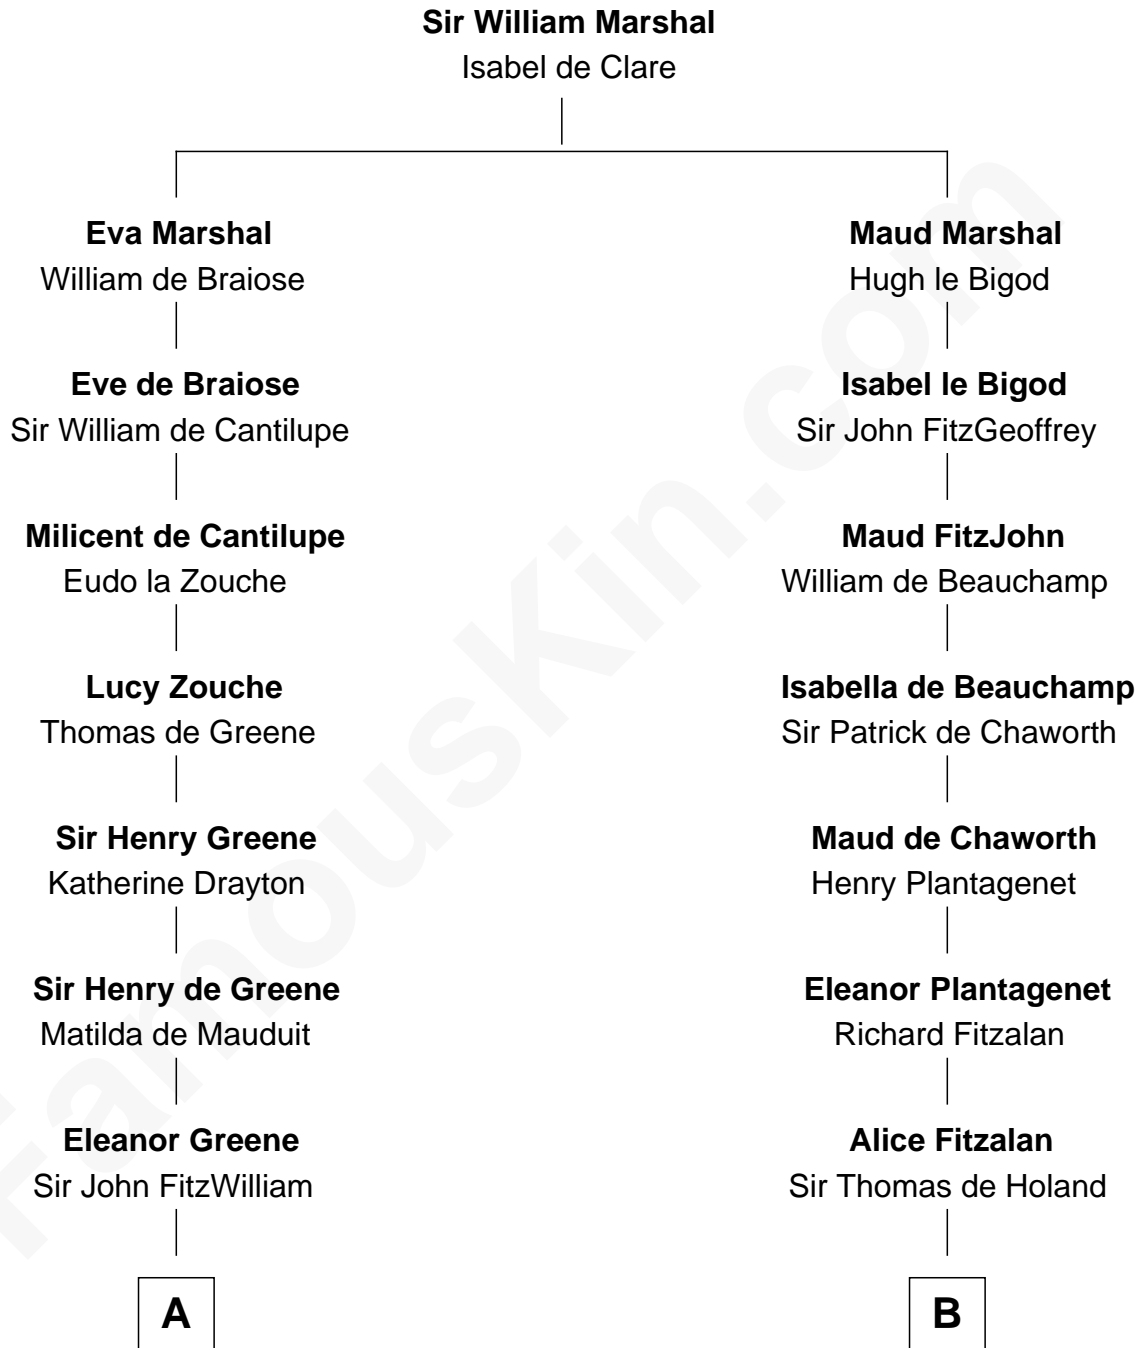 Sir William Marshal
Isabel de Clare
Eva Marshal
William de Braiose
Maud Marshal
Hugh le Bigod
Eve de Braiose
Sir William de Cantilupe
Isabel le Bigod
Sir John FitzGeoffrey
Milicent de Cantilupe
Eudo la Zouche
Maud FitzJohn
William de Beauchamp
Lucy Zouche
Thomas de Greene
Isabella de Beauchamp
Sir Patrick de Chaworth
Sir Henry Greene
Katherine Drayton
Maud de Chaworth
Henry Plantagenet
Sir Henry de Greene
Matilda de Mauduit
Eleanor Plantagenet
Richard Fitzalan
Eleanor Greene
Sir John FitzWilliam
Alice Fitzalan
Sir Thomas de Holand
A
B
FamousKin.com